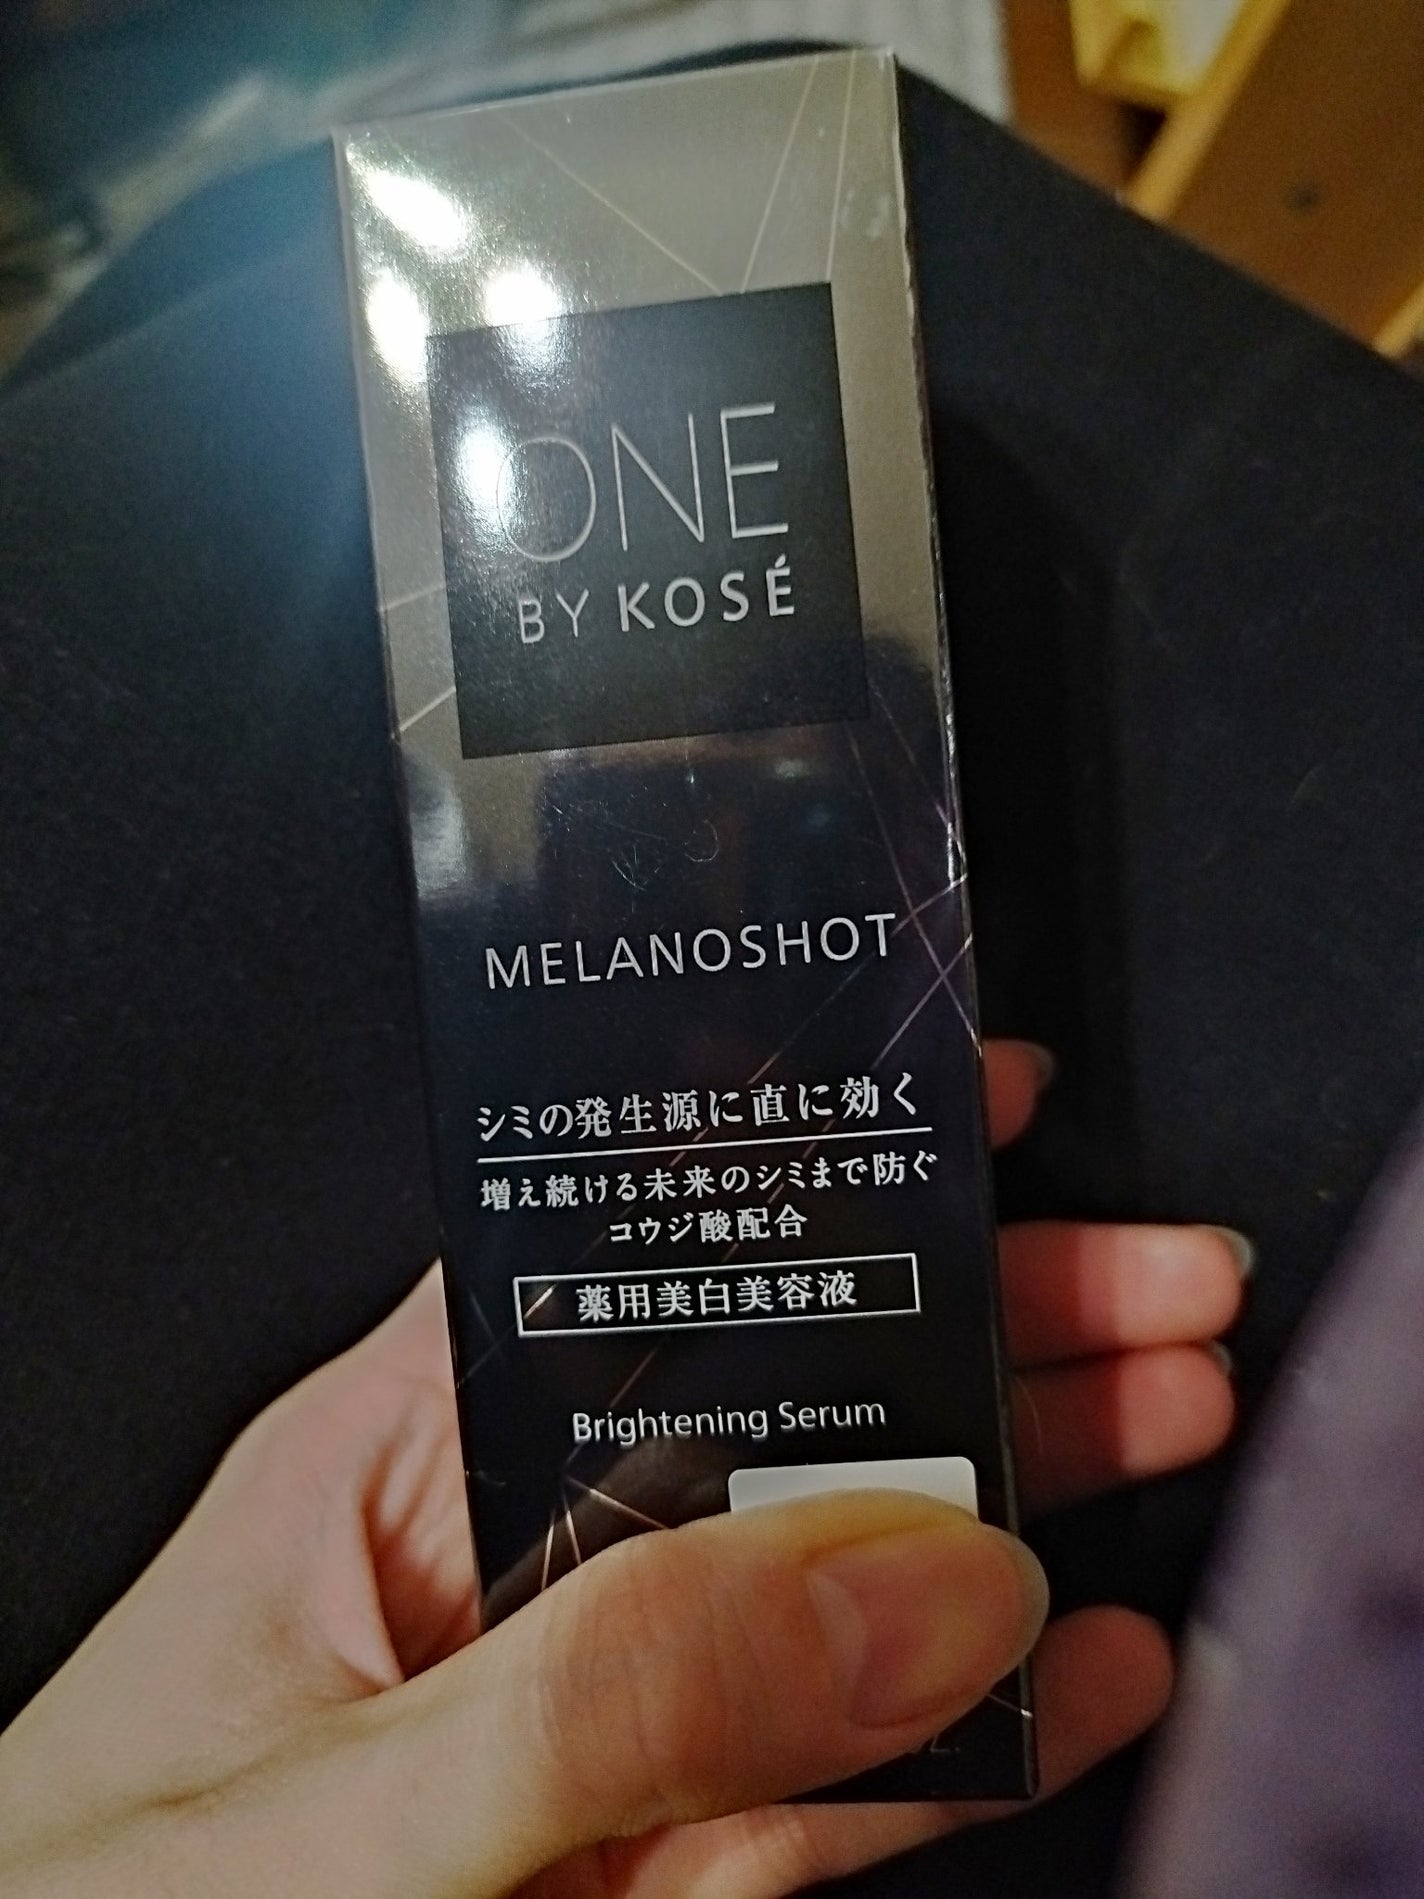 ONE
BY KOSÉ
MELANOSHOT
シミの発生源に直に効く
増え続ける未来のシミまで防ぐ
コウジ酸配合
薬用美白美容液
Brightening Serum